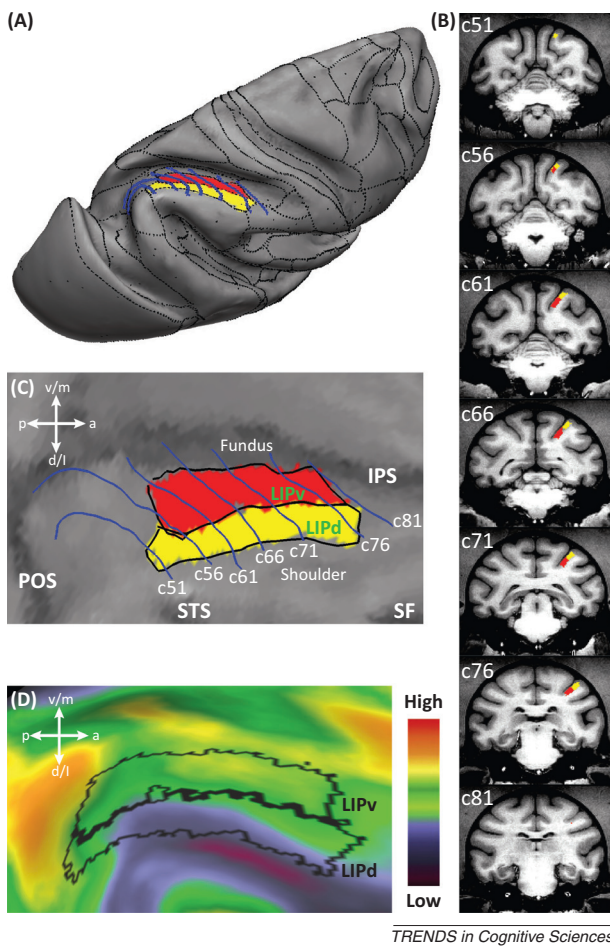 (A)
(B)
c51
c56
c61
c66
c71
c76
c81
(C)
v/m
p a
d/l
Fundus
IPS
LIPv
LIPd
c81
c76
c71
c66
c61
c56
c51
Shoulder
POS
STS
SF
(D)
v/m
p a
d/l
LIPv
LIPd
High
Low
TRENDS in Cognitive Sciences